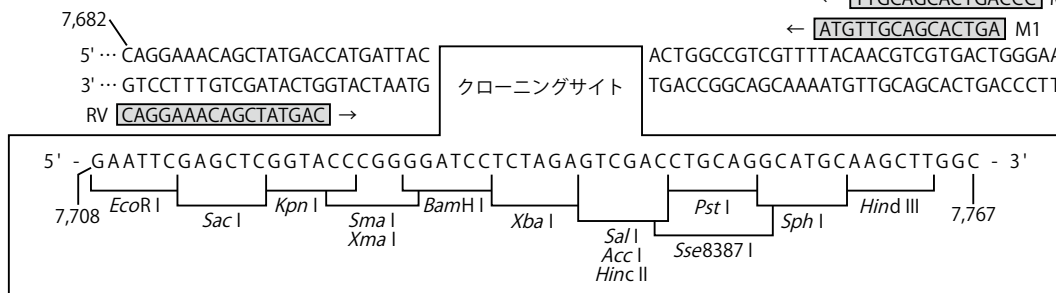 TTGCAGCACTGACCC
7,682
← ATGTTGCAGCACTGA M1
5' ··· CAGGAAACAGCTATGACCATGATTAC ACTGGCCGTCGTTTTACAACGTCGTGACTGGGAA
3' ··· GTCCTTTGTCGATACTGGTACTAATG クローニングサイト TGACCGGCAGCAAAATGTTGCAGCACTGACCCTT
RV CAGGAAACAGCTATGAC →
5' - GAATTCGAGCTCGGTACCCGGGGATCCTCTAGAGTCGACCTGCAGGCATGCAAGCTTGGC - 3'
7,708 EcoR I Sac I Kpn I Sma I BamH I Xba I Sal I Pst I Sph I Hind III 7,767
Xma I Acc I Sse8387 I
Hinc II